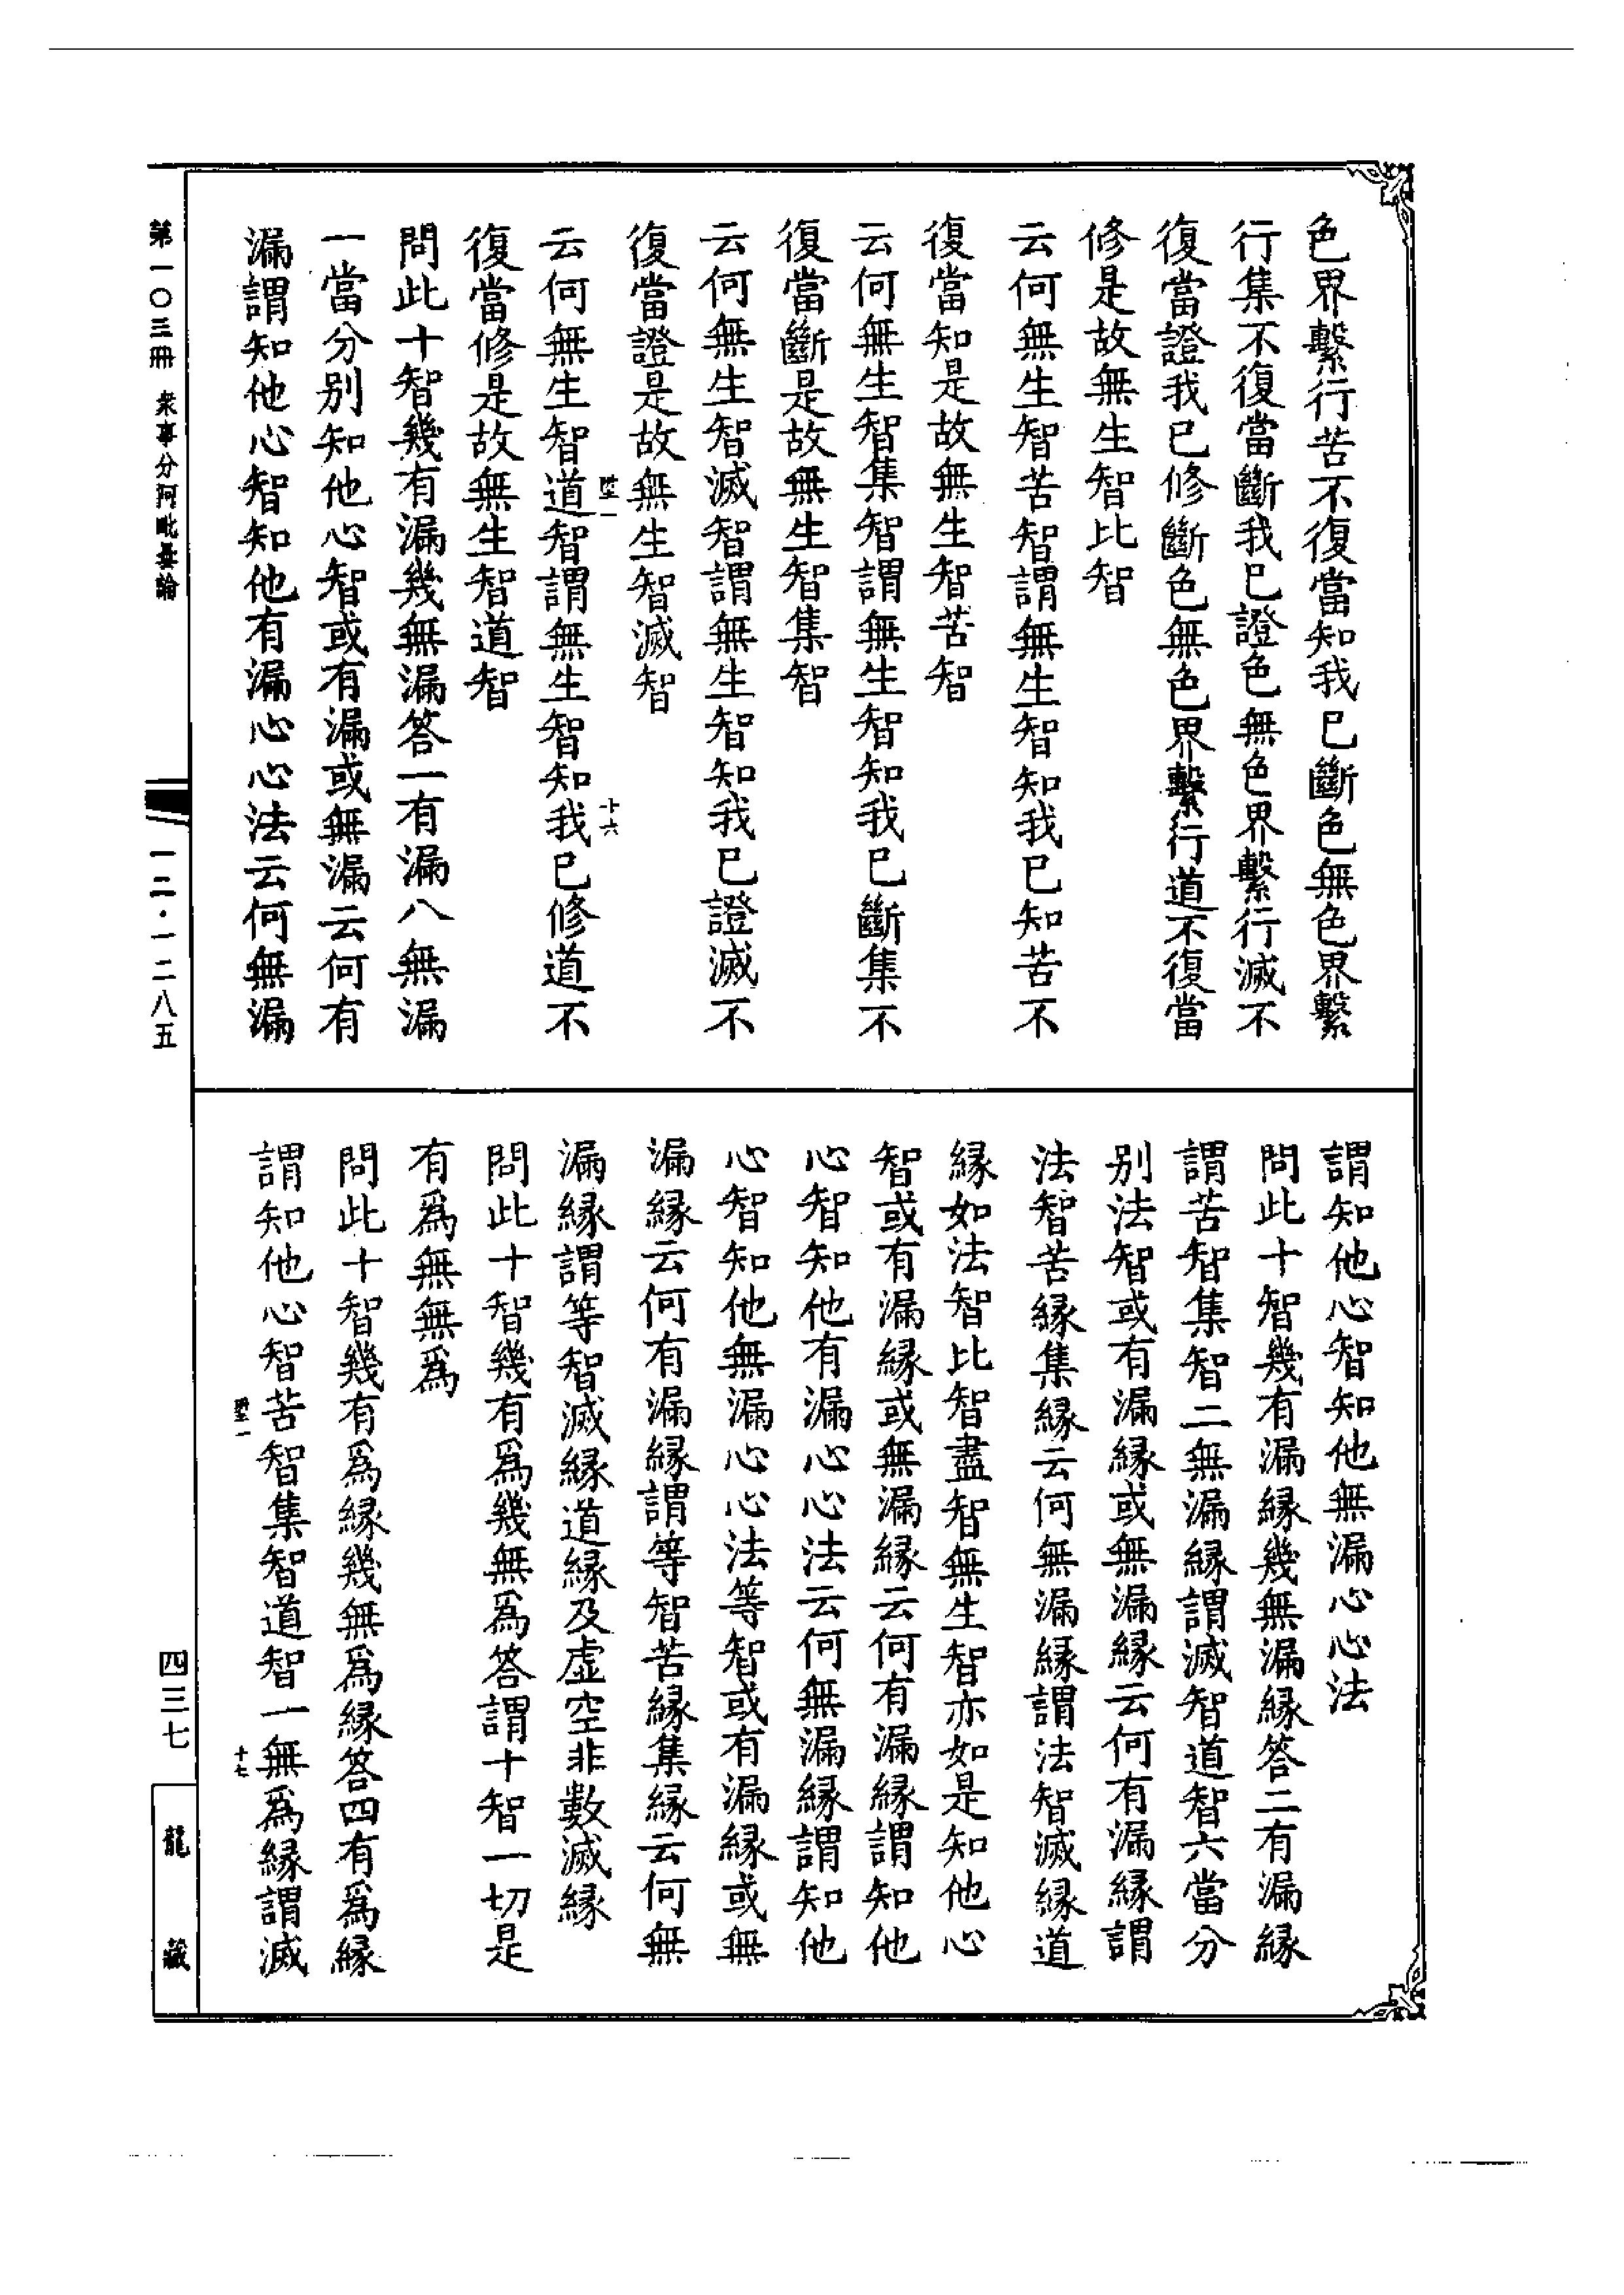 色界繫行苦不復當知我已斷色無色界繫
行集不復當斷我已證色無色界繫行滅不
復當證我已修斷色無色界繫行道不復當
修是故無生智比智
云何無生智苦智謂無生智知我已知苦不
復當知是故無生智苦智
云何無生智集智謂無生智知我已斷集不
復當斷是故無生智集智
云何無生智滅智謂無生智知我已證滅不
復當證是故無生智滅智
云何無生智道智謂無生智知我已修道不
復當修是故無生智道智
問此十智幾有漏幾無漏答一有漏八無漏
一當分別知他心智或有漏或無漏云何有
漏謂知他心智知他有漏心心法云何無漏
十六
謂知他心智知他無漏心心法
問此十智幾有漏緣幾無漏緣答二有漏緣
謂苦智集智二無漏緣謂滅智道智六當分
別法智或有漏緣或無漏緣云何有漏緣謂
法智苦緣集緣云何無漏緣謂法智滅緣道
緣如法智比智盡智無生智亦如是知他心
智或有漏緣或無漏緣云何有漏緣謂知他
心智知他有漏心心法云何無漏緣謂知他
心智知他無漏心心法等智或有漏緣或無
漏緣云何有漏緣謂等智苦緣集緣云何無
漏緣謂等智滅緣道緣及虛空非數滅緣
問此十智幾有爲幾無爲答謂十智一切是
有爲無無爲
問此十智幾有爲緣幾無爲緣答四有爲緣
謂知他心智苦智集智道智一無爲緣謂滅
十七
第一〇三冊 衆事分阿毗曇論
一二·一二八五
四三七
龍藏